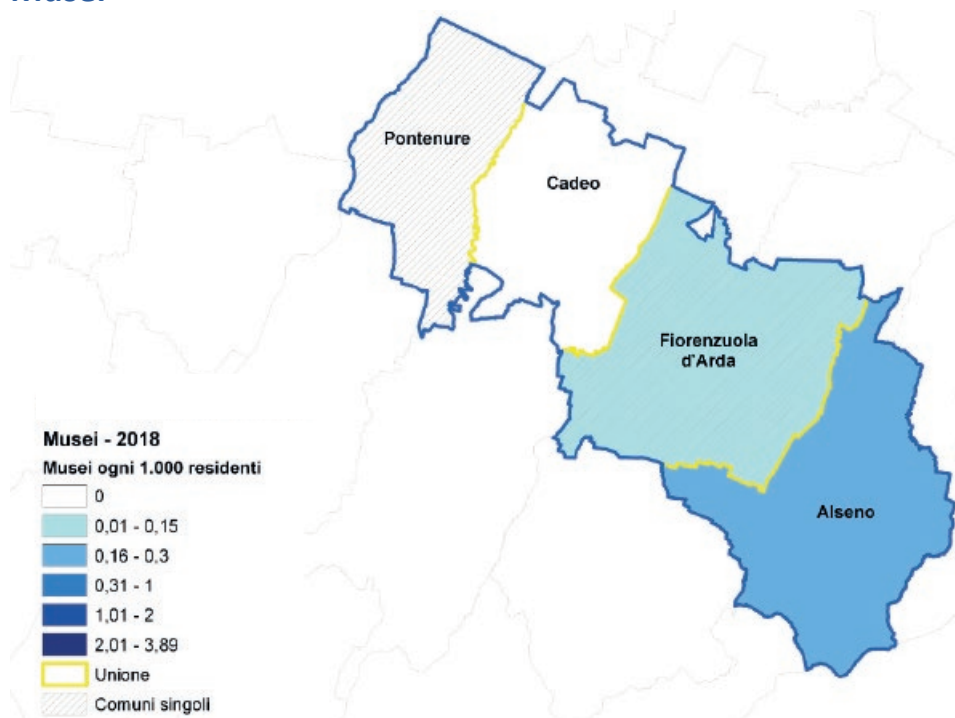 Musei
Pontenure
Cadeo
Fiorenzuola
d'Arda
Alseno
Musei - 2018
Musei ogni 1.000 residenti
0
0,01 - 0,15
0,16 - 0,3
0,31 - 1
1,01 - 2
2,01 - 3,89
Unione
Comuni singoli